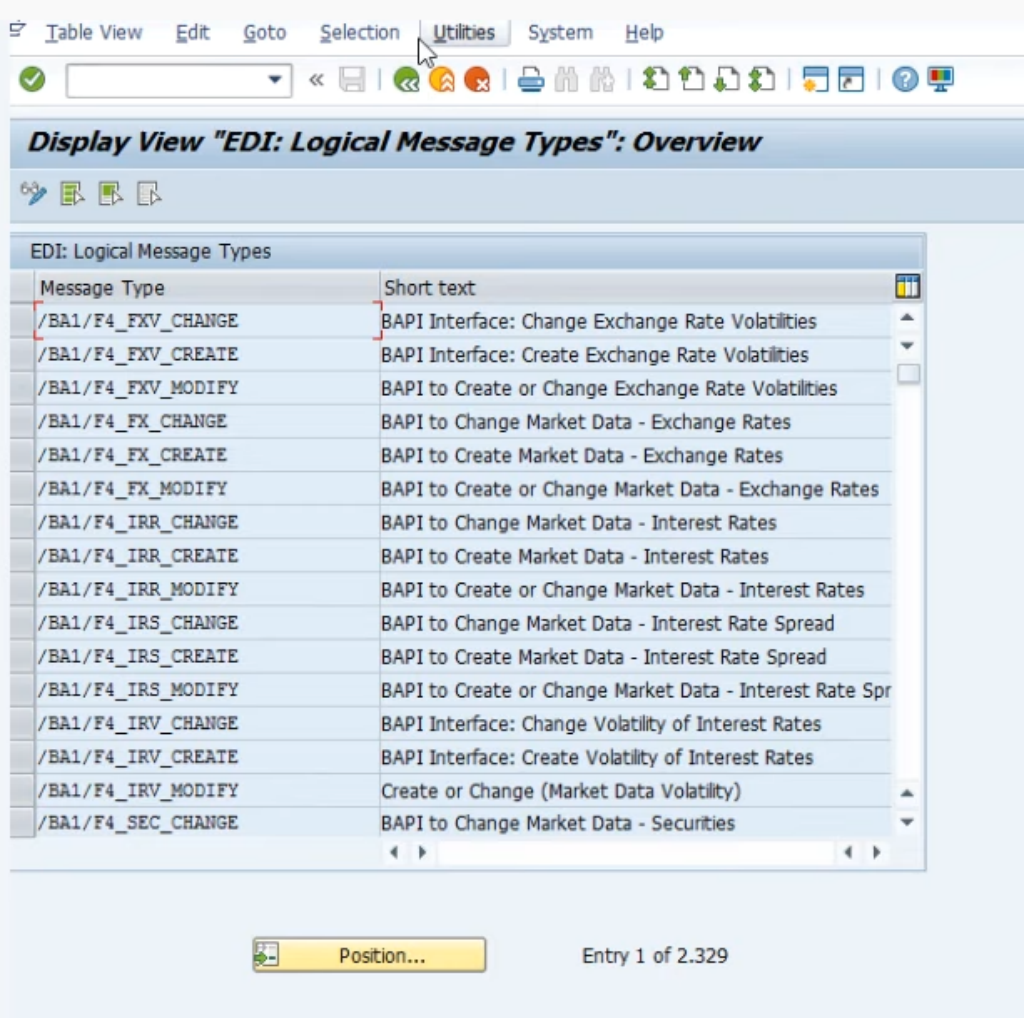 Table View Edit Goto Selection Utilities System Help
Display View "EDI: Logical Message Types": Overview
EDI: Logical Message Types
Message Type Short text
/BA1/F4_FXV_CHANGE BAPI Interface: Change Exchange Rate Volatilities
/BA1/F4_FXV_CREATE BAPI Interface: Create Exchange Rate Volatilities
/BA1/F4_FXV_MODIFY BAPI to Create or Change Exchange Rate Volatilities
/BA1/F4_FX_CHANGE BAPI to Change Market Data - Exchange Rates
/BA1/F4_FX_CREATE BAPI to Create Market Data - Exchange Rates
/BA1/F4_FX_MODIFY BAPI to Create or Change Market Data - Exchange Rates
/BA1/F4_IRR_CHANGE BAPI to Change Market Data - Interest Rates
/BA1/F4_IRR_CREATE BAPI to Create Market Data - Interest Rates
/BA1/F4_IRR_MODIFY BAPI to Create or Change Market Data - Interest Rates
/BA1/F4_IRS_CHANGE BAPI to Change Market Data - Interest Rate Spread
/BA1/F4_IRS_CREATE BAPI to Create Market Data - Interest Rate Spread
/BA1/F4_IRS_MODIFY BAPI to Create or Change Market Data - Interest Rate Spr
/BA1/F4_IRV_CHANGE BAPI Interface: Change Volatility of Interest Rates
/BA1/F4_IRV_CREATE BAPI Interface: Create Volatility of Interest Rates
/BA1/F4_IRV_MODIFY Create or Change (Market Data Volatility)
/BA1/F4_SEC_CHANGE BAPI to Change Market Data - Securities
Position... Entry 1 of 2.329